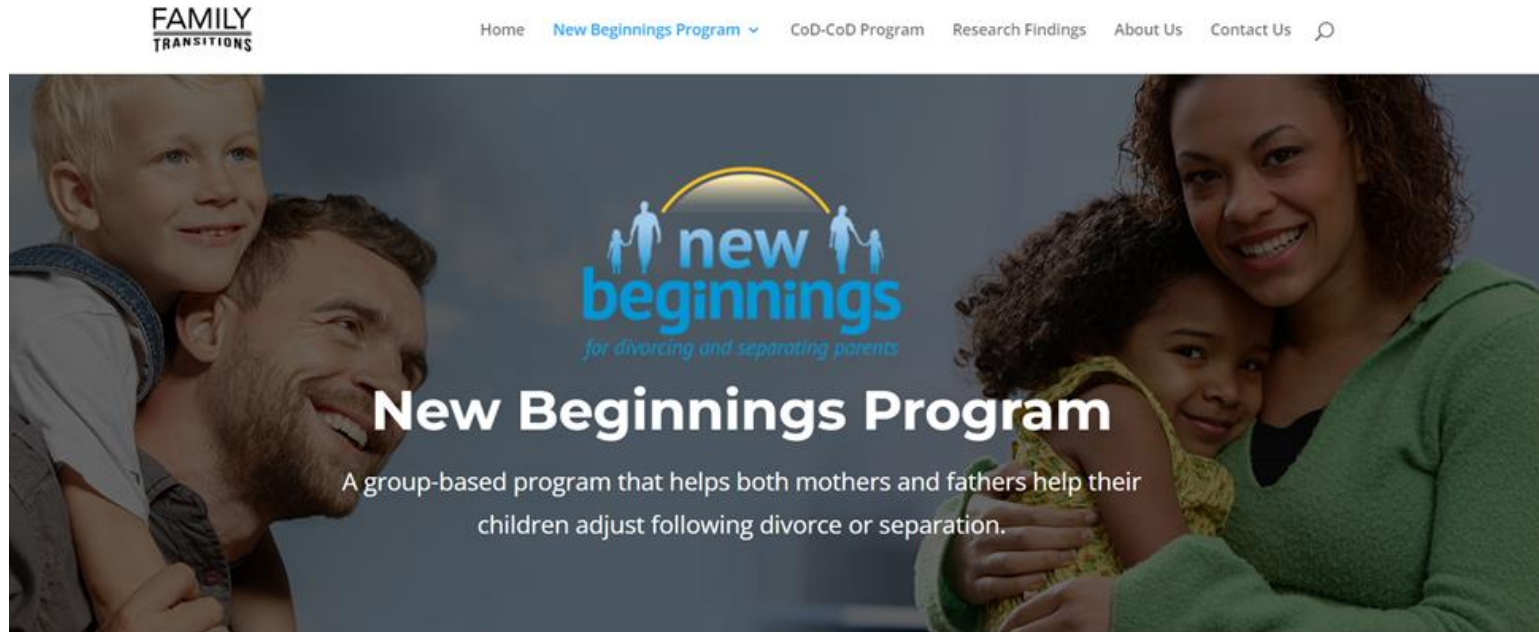 FAMILY
TRANSITIONS
Home New Beginnings Program CoD-CoD Program Research Findings About Us Contact Us
new
beginnings
for divorcing and separating parents
New Beginnings Program
A group-based program that helps both mothers and fathers help their
children adjust following divorce or separation.